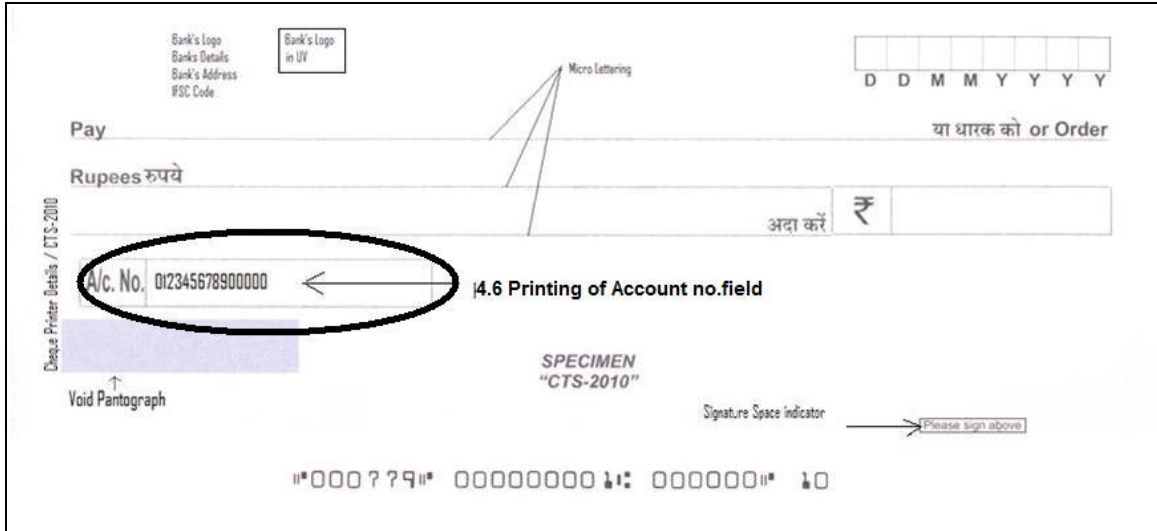 Bank's Logo
Banks Details
Bank's Address
IFSC Code
Bank's Logo
in UV
Micro Lettering
D D M M Y Y Y Y
Pay
या धारक को or Order
Rupees रुपये
अदा करें ₹
Cheque Printer Details / CTS-2010
A/c. No. 012345678900000
4.6 Printing of Account no.field
SPECIMEN
"CTS-2010"
Void Pantograph
Signature Space indicator
Please sign above
⑈000779⑈ 00000000 1⑆ 000000⑈ 10